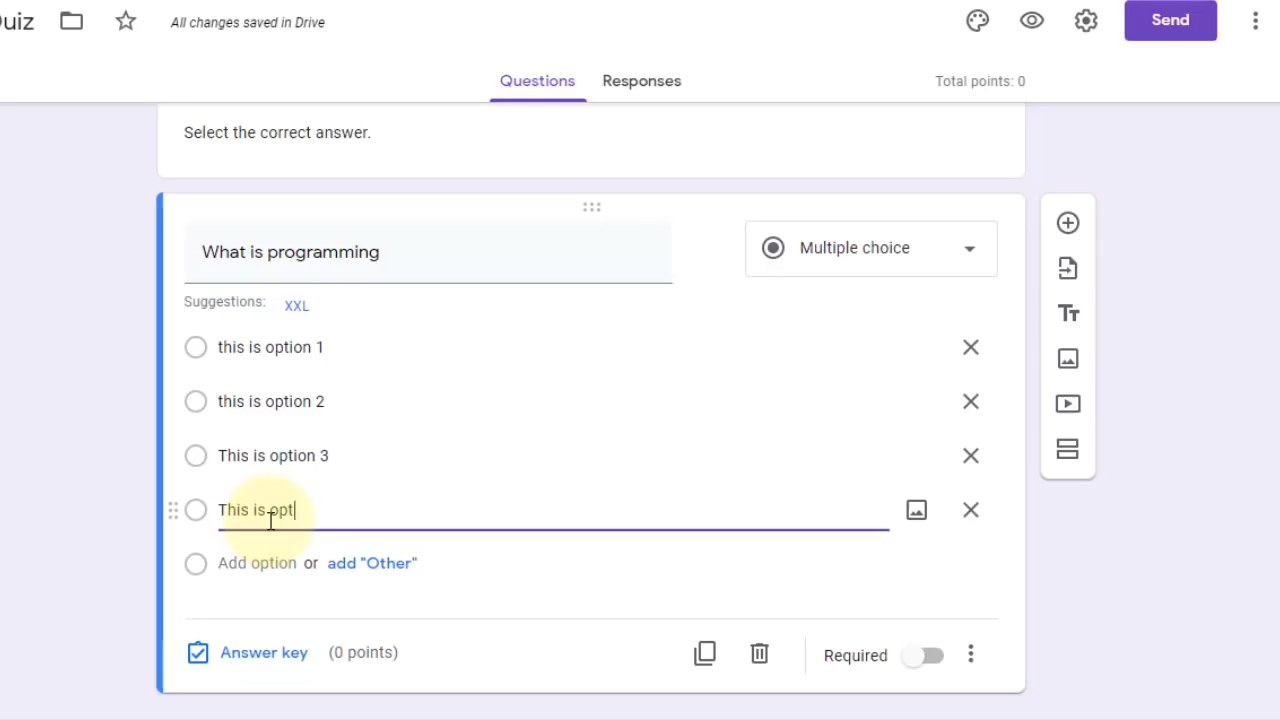 uiz
All changes saved in Drive
Send
Questions
Responses
Total points: 0
Select the correct answer.
What is programming
Multiple choice
Suggestions:
XXL
this is option 1
this is option 2
This is option 3
This is opt
Add option or add "Other"
Answer key
(0 points)
Required